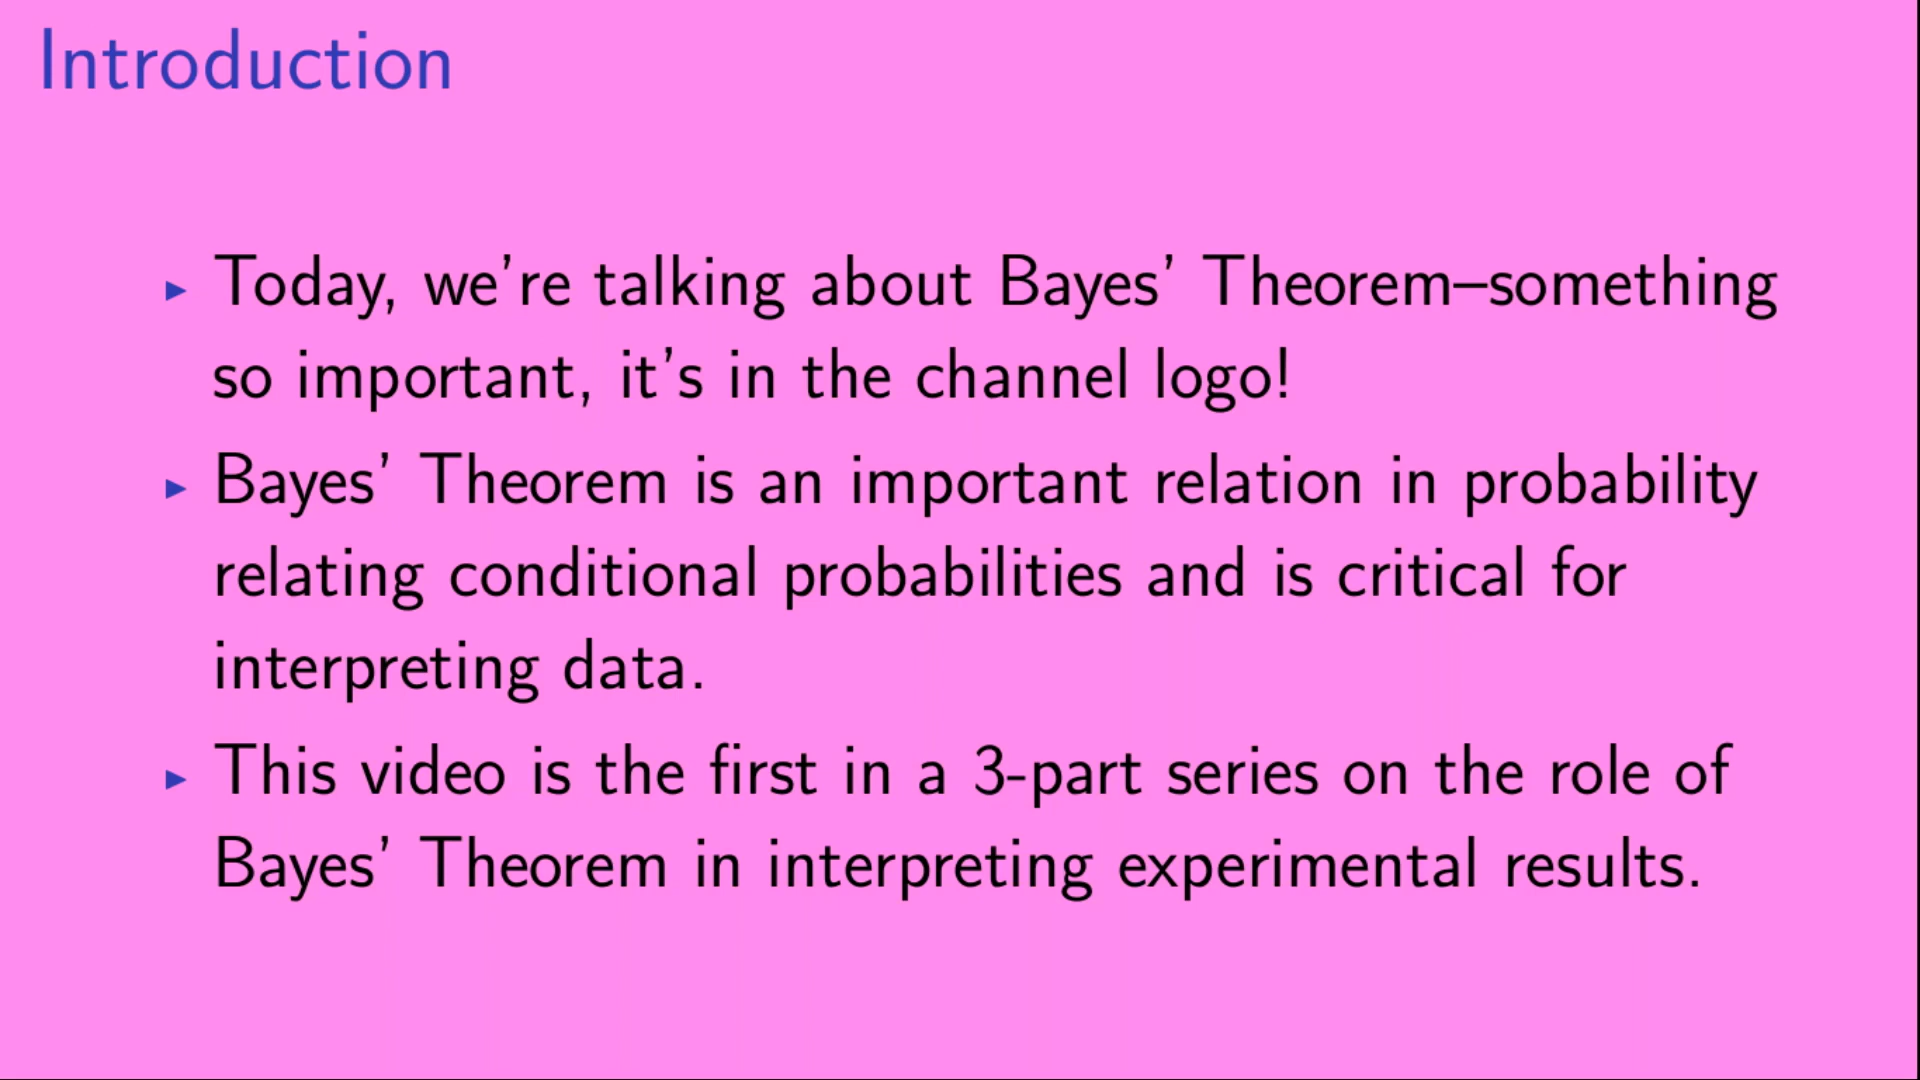 Introduction
▸ Today, we're talking about Bayes' Theorem–something
so important, it's in the channel logo!
▸ Bayes' Theorem is an important relation in probability
relating conditional probabilities and is critical for
interpreting data.
▸ This video is the first in a 3-part series on the role of
Bayes' Theorem in interpreting experimental results.